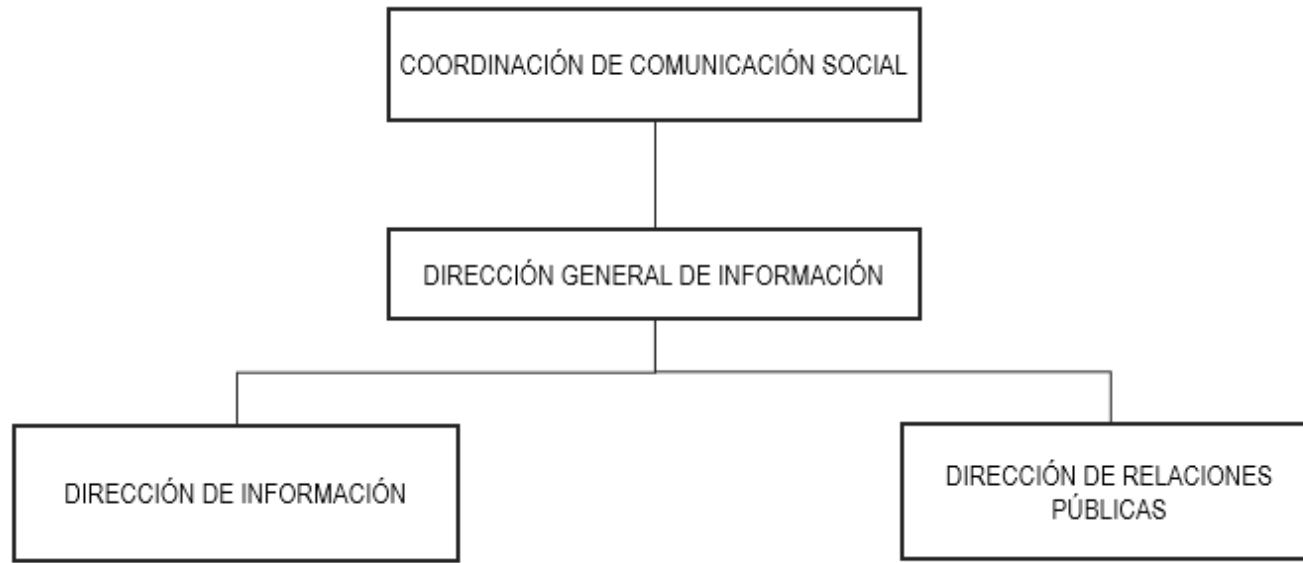 COORDINACIÓN DE COMUNICACIÓN SOCIAL
DIRECCIÓN GENERAL DE INFORMACIÓN
DIRECCIÓN DE INFORMACIÓN
DIRECCIÓN DE RELACIONES
PÚBLICAS